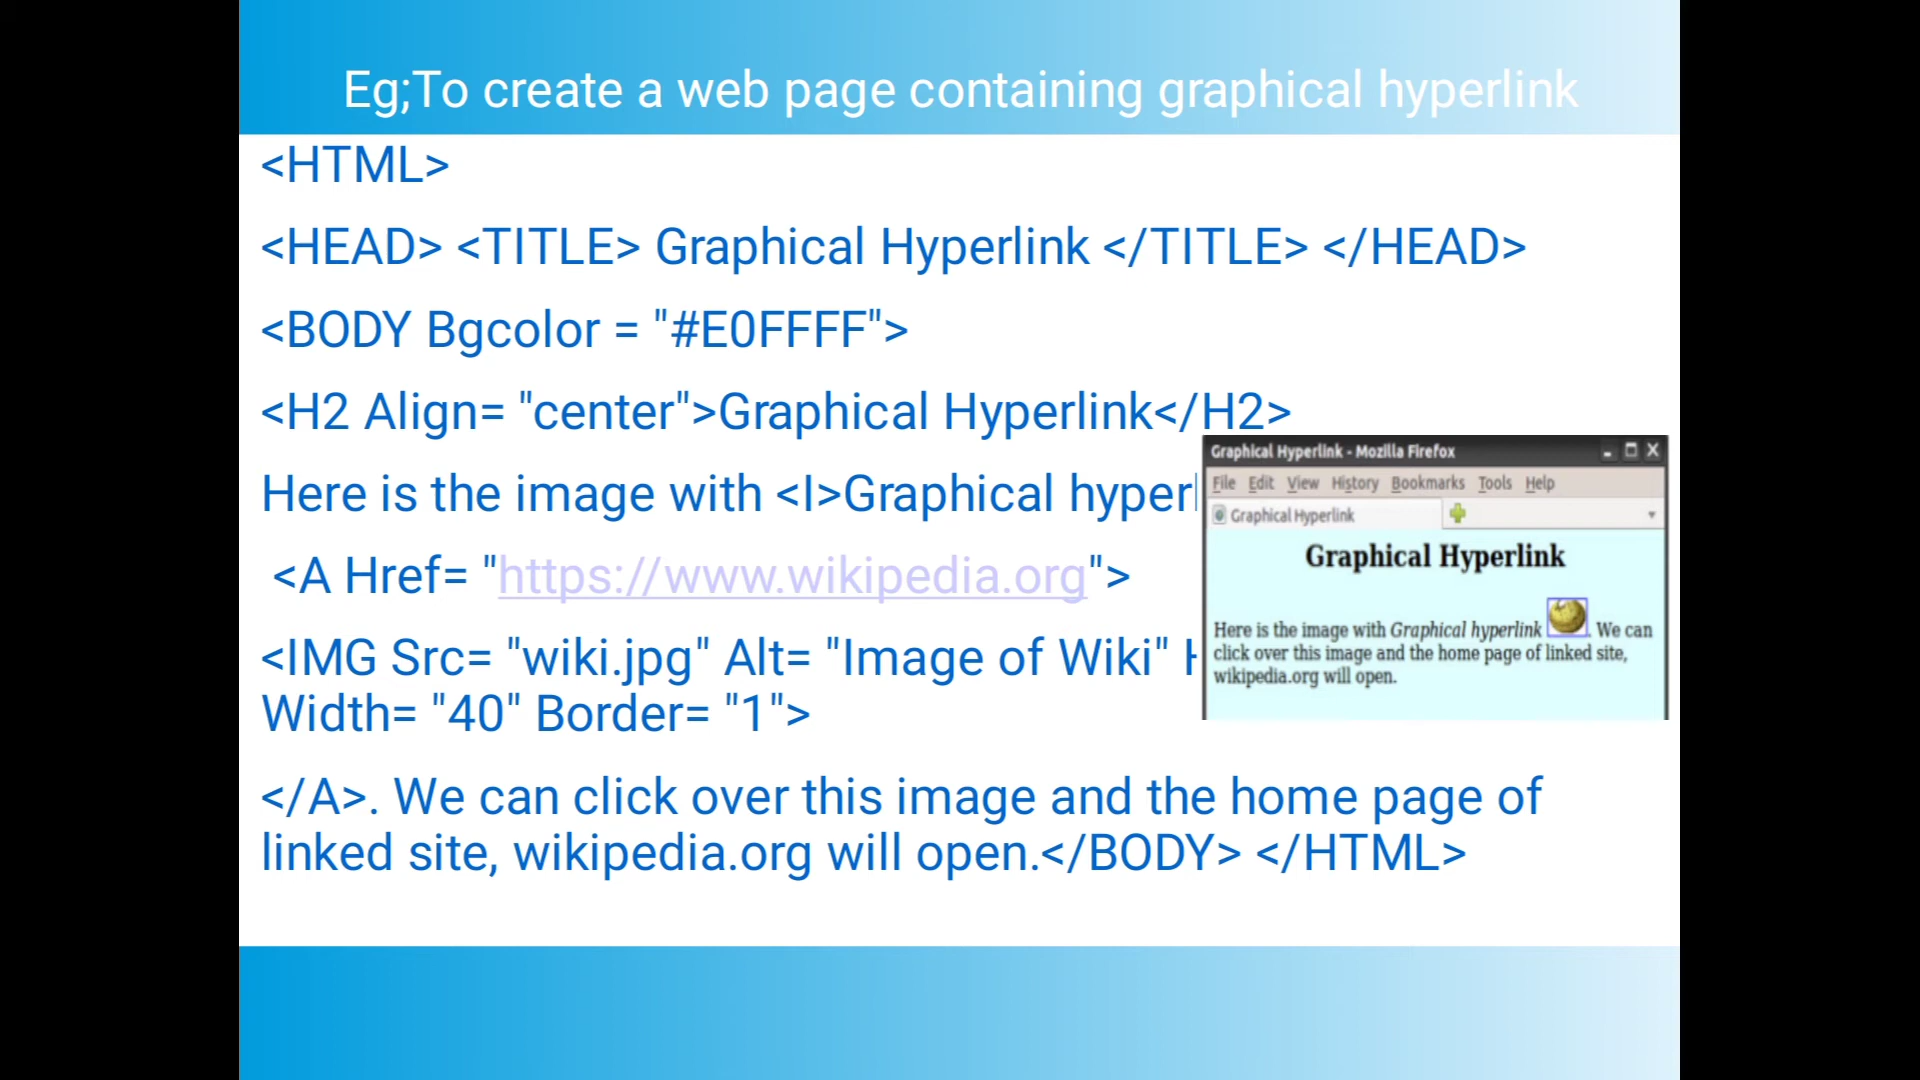 Eg;To create a web page containing graphical hyperlink
<HTML>
<HEAD> <TITLE> Graphical Hyperlink </TITLE> </HEAD>
<BODY Bgcolor = "#E0FFFF">
<H2 Align= "center">Graphical Hyperlink</H2>
Here is the image with <I>Graphical
<A Href= "https://www.wikipedia.org">
<IMG Src= "wiki.jpg" Alt= "Image of Wiki"
Width= "40" Border= "1">
</A>. We can click over this image and the home page of
linked site, wikipedia.org will open.</BODY> </HTML>
Graphical Hyperlink - Mozilla Firefox
File Edit View History Bookmarks Tools Help
Graphical Hyperlink
Graphical Hyperlink
Here is the image with Graphical hyperlink . We can
click over this image and the home page of linked site,
wikipedia.org will open.